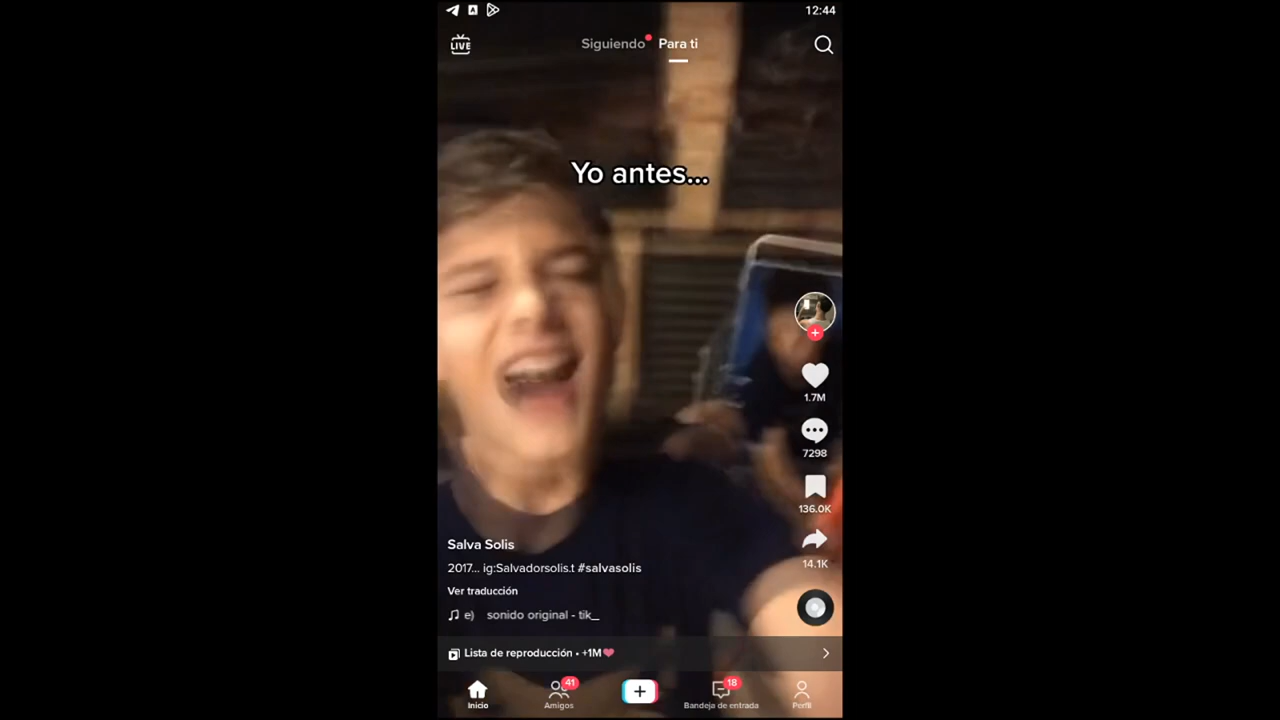 12:44
LIVE
Siguiendo
Para ti
Yo antes...
1.7M
7298
136.0K
14.1K
Salva Solis
2017... ig:Salvadorsolis.t #salvasolis
Ver traducción
e) sonido original - tik_
Lista de reproducción • +1M❤
41
18
Inicio
Amigos
Bandeja de entrada
Perfil